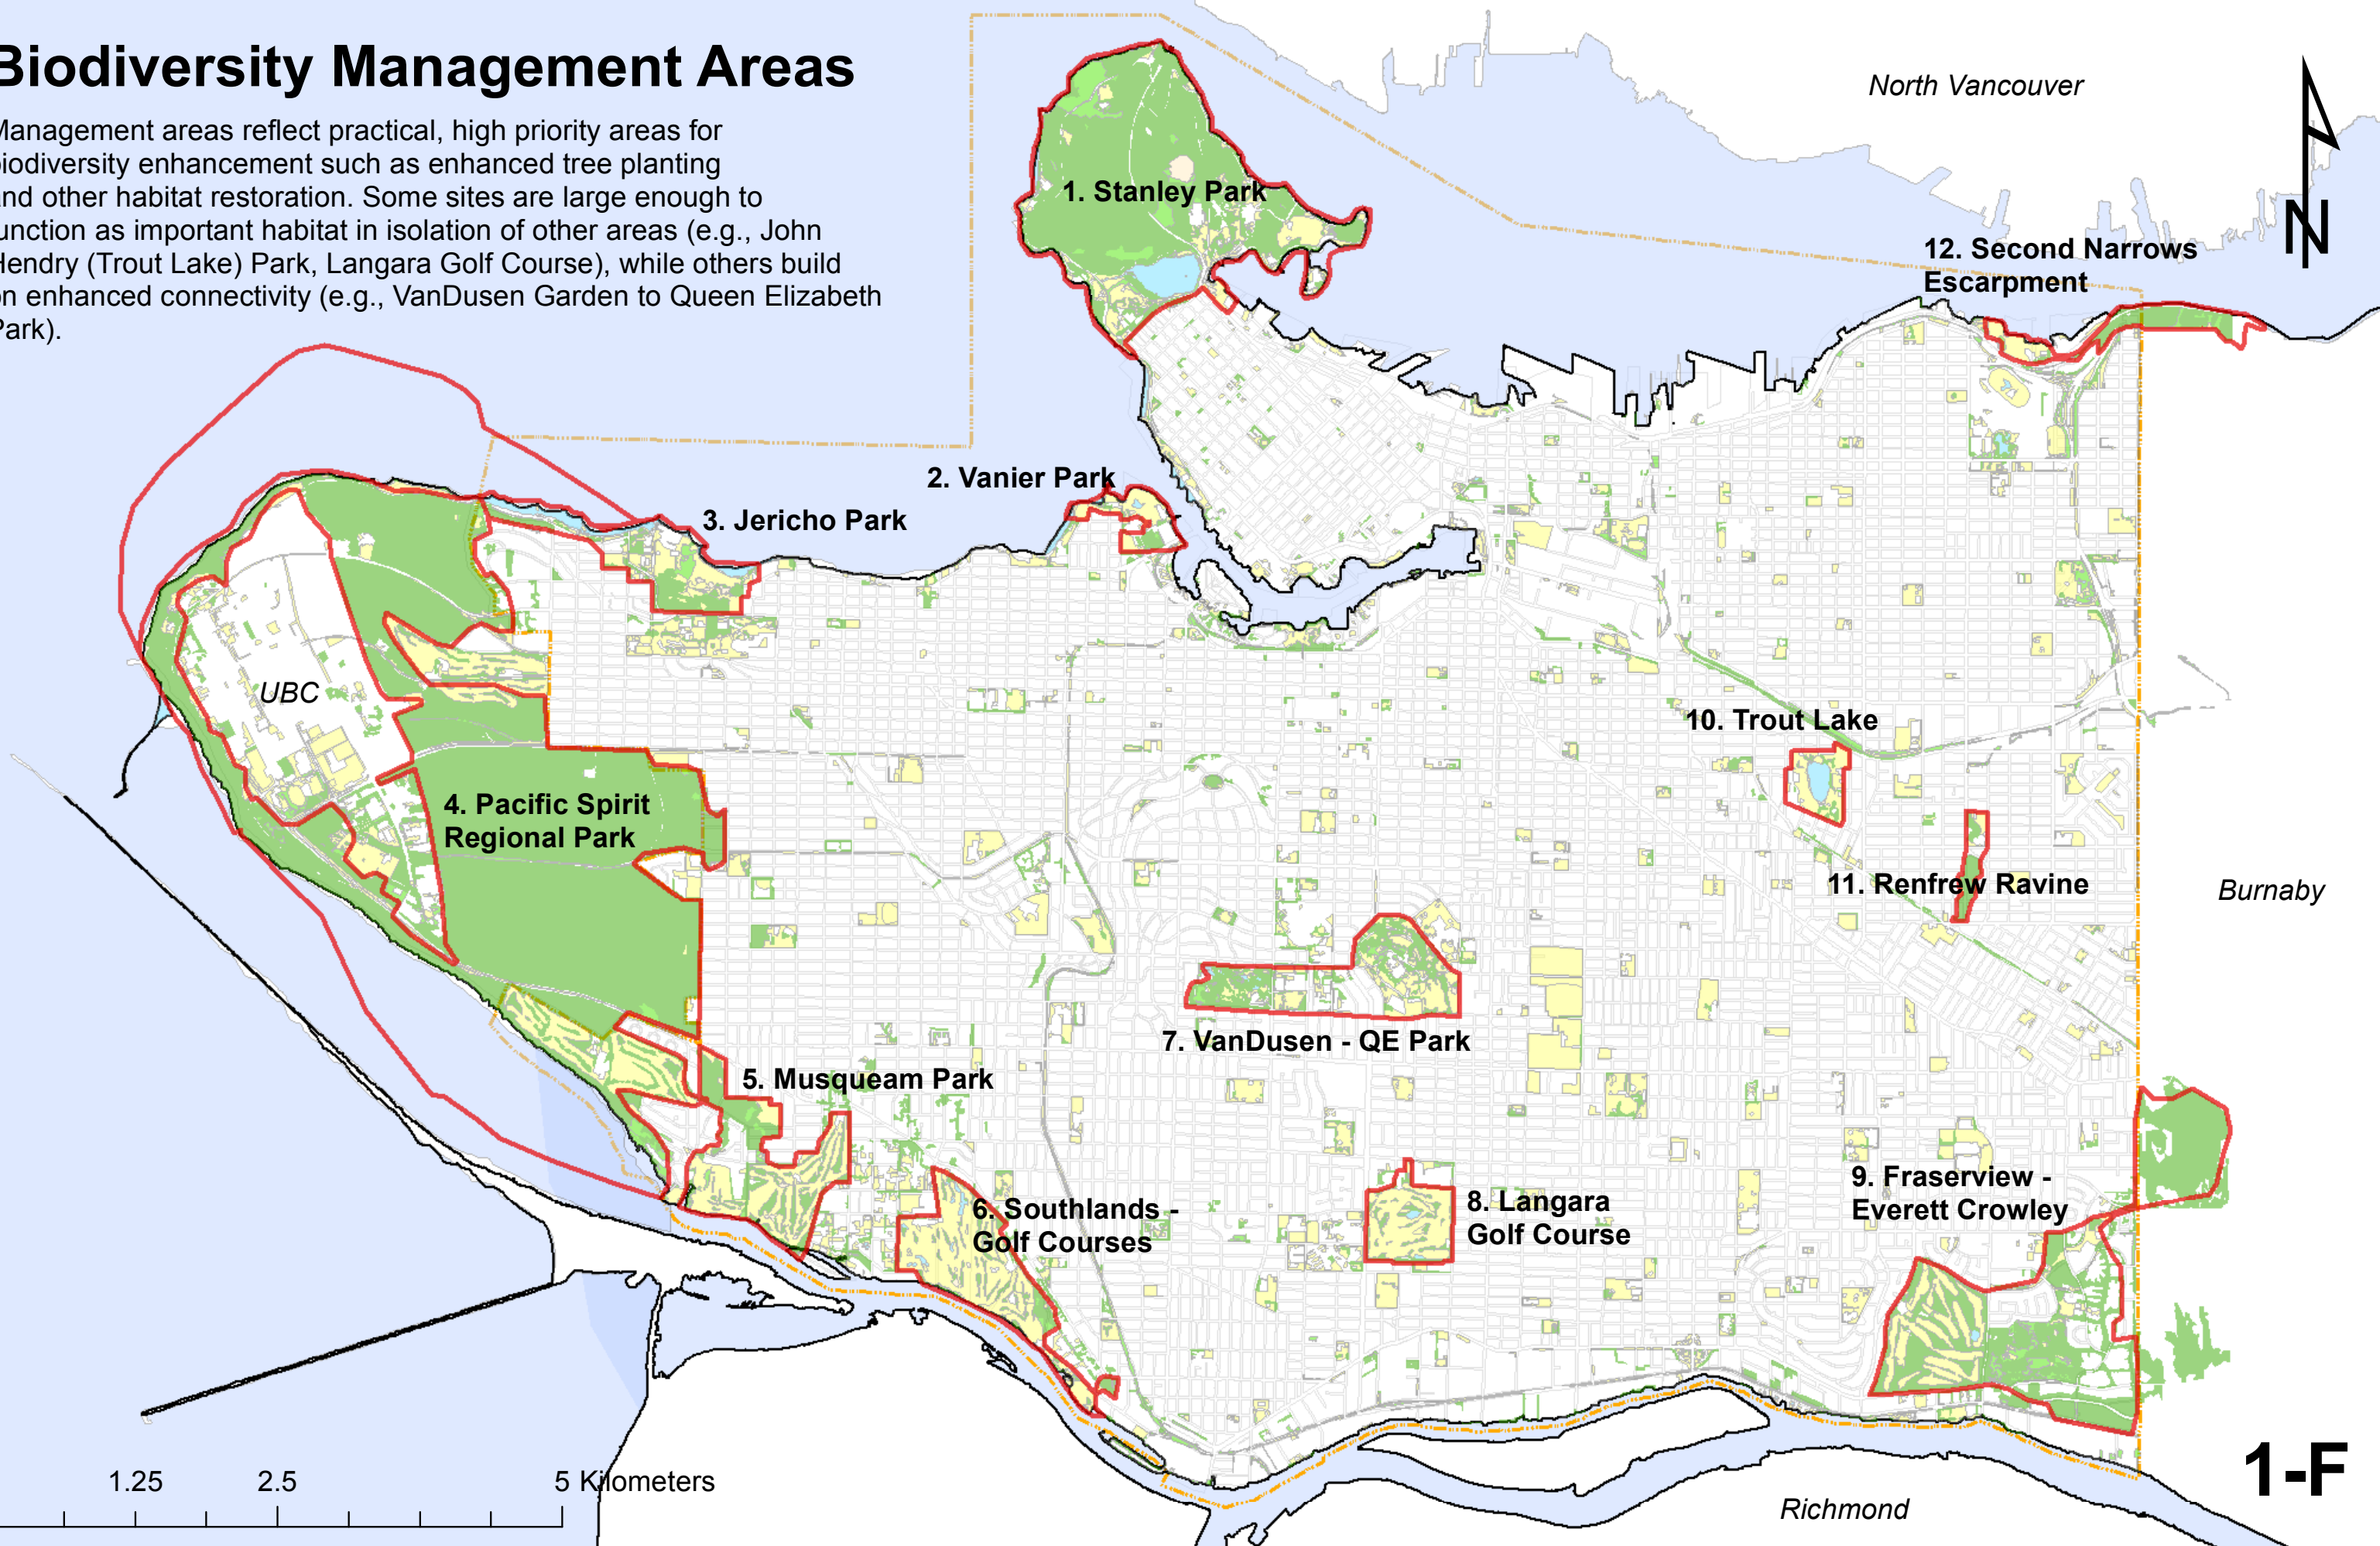 Biodiversity Management Areas
Management areas reflect practical, high priority areas for
biodiversity enhancement such as enhanced tree planting
and other habitat restoration. Some sites are large enough to
function as important habitat in isolation of other areas (e.g., John
Hendry (Trout Lake) Park, Langara Golf Course), while others build
on enhanced connectivity (e.g., VanDusen Garden to Queen Elizabeth
Park).
North Vancouver
N
1. Stanley Park
12. Second Narrows
Escarpment
2. Vanier Park
3. Jericho Park
UBC
10. Trout Lake
4. Pacific Spirit
Regional Park
11. Renfrew Ravine
Burnaby
7. VanDusen - QE Park
5. Musqueam Park
6. Southlands -
Golf Courses
8. Langara
Golf Course
9. Fraserview -
Everett Crowley
1-F
1.25 2.5 5 Kilometers
Richmond